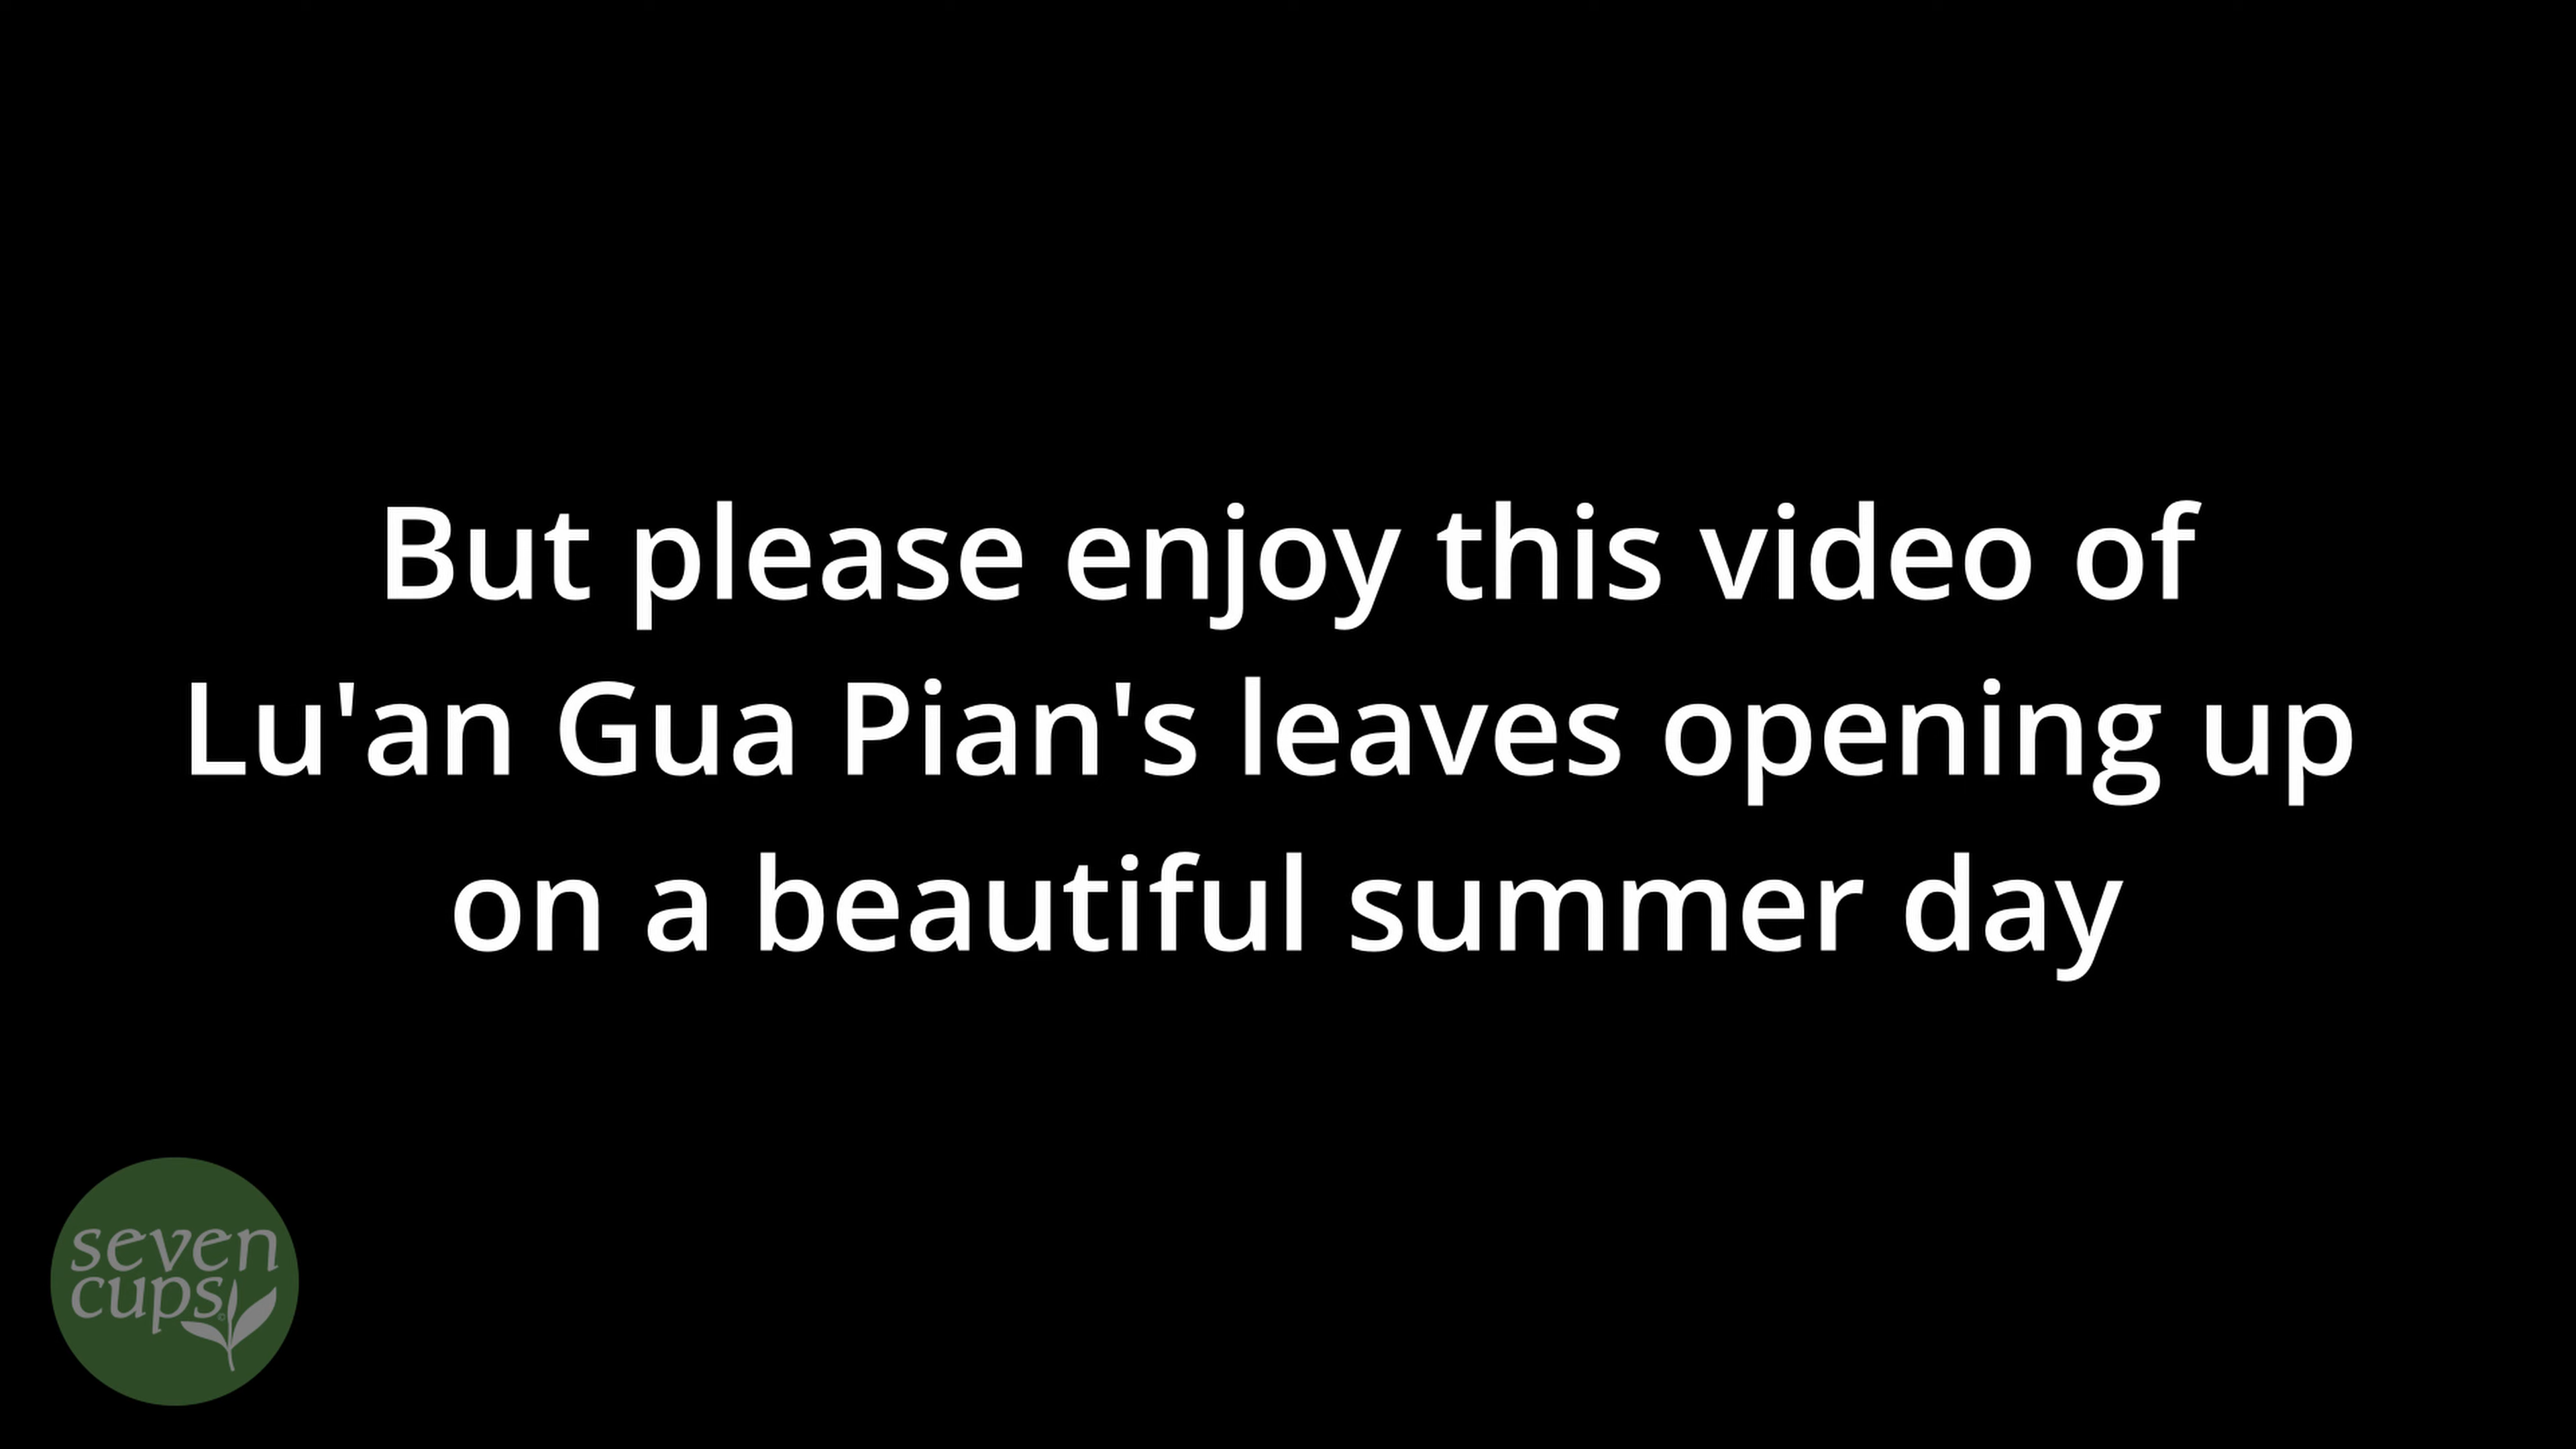 But please enjoy this video of
Lu'an Gua Pian's leaves opening up
on a beautiful summer day
seven
cups